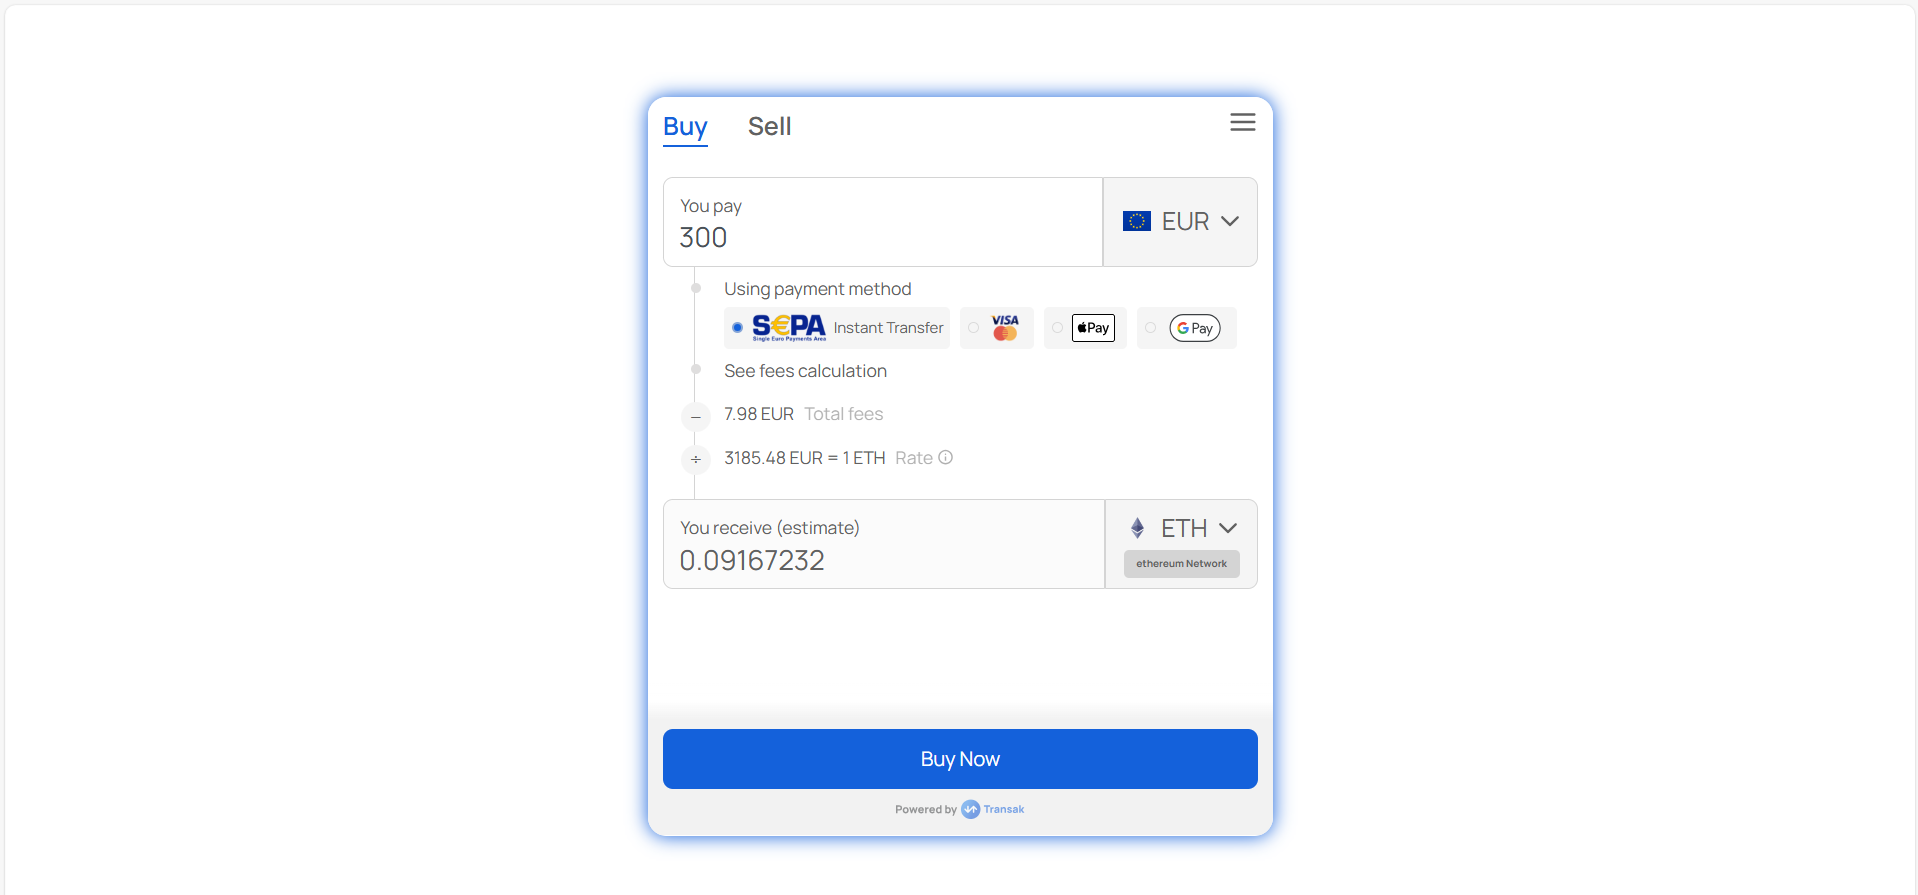 Buy Sell
You pay
300
EUR
Using payment method
S€PA Instant Transfer VISA Pay G Pay
Single Euro Payments Area
See fees calculation
− 7.98 EUR Total fees
÷ 3185.48 EUR = 1 ETH Rate
You receive (estimate)
0.09167232
ETH
ethereum Network
Buy Now
Powered by Transak